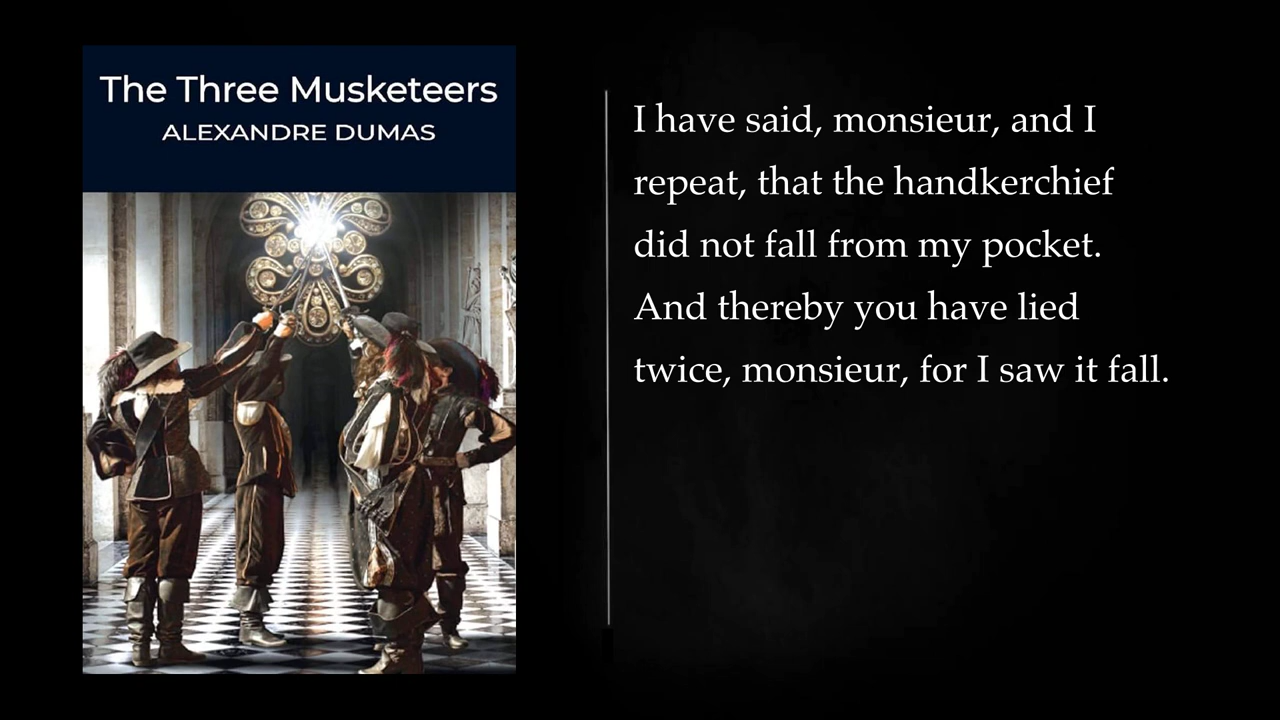 The Three Musketeers
ALEXANDRE DUMAS
I have said, monsieur, and I
repeat, that the handkerchief
did not fall from my pocket.
And thereby you have lied
twice, monsieur, for I saw it fall.